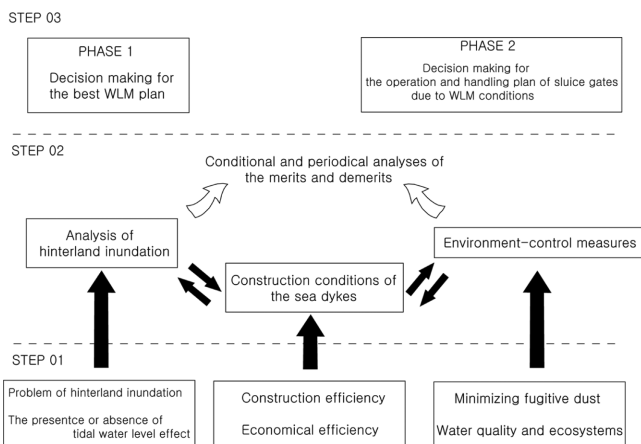 STEP 03
PHASE 1
Decision making for
the best WLM plan
PHASE 2
Decision making for
the operation and handling plan of sluice gates
due to WLM conditions
STEP 02
Conditional and periodical analyses of
the merits and demerits
Analysis of
hinterland inundation
Environment-control measures
Construction conditions of
the sea dykes
STEP 01
Problem of hinterland inundation
The presentce or absence of
tidal water level effect
Construction efficiency
Economical efficiency
Minimizing fugitive dust
Water quality and ecosystems